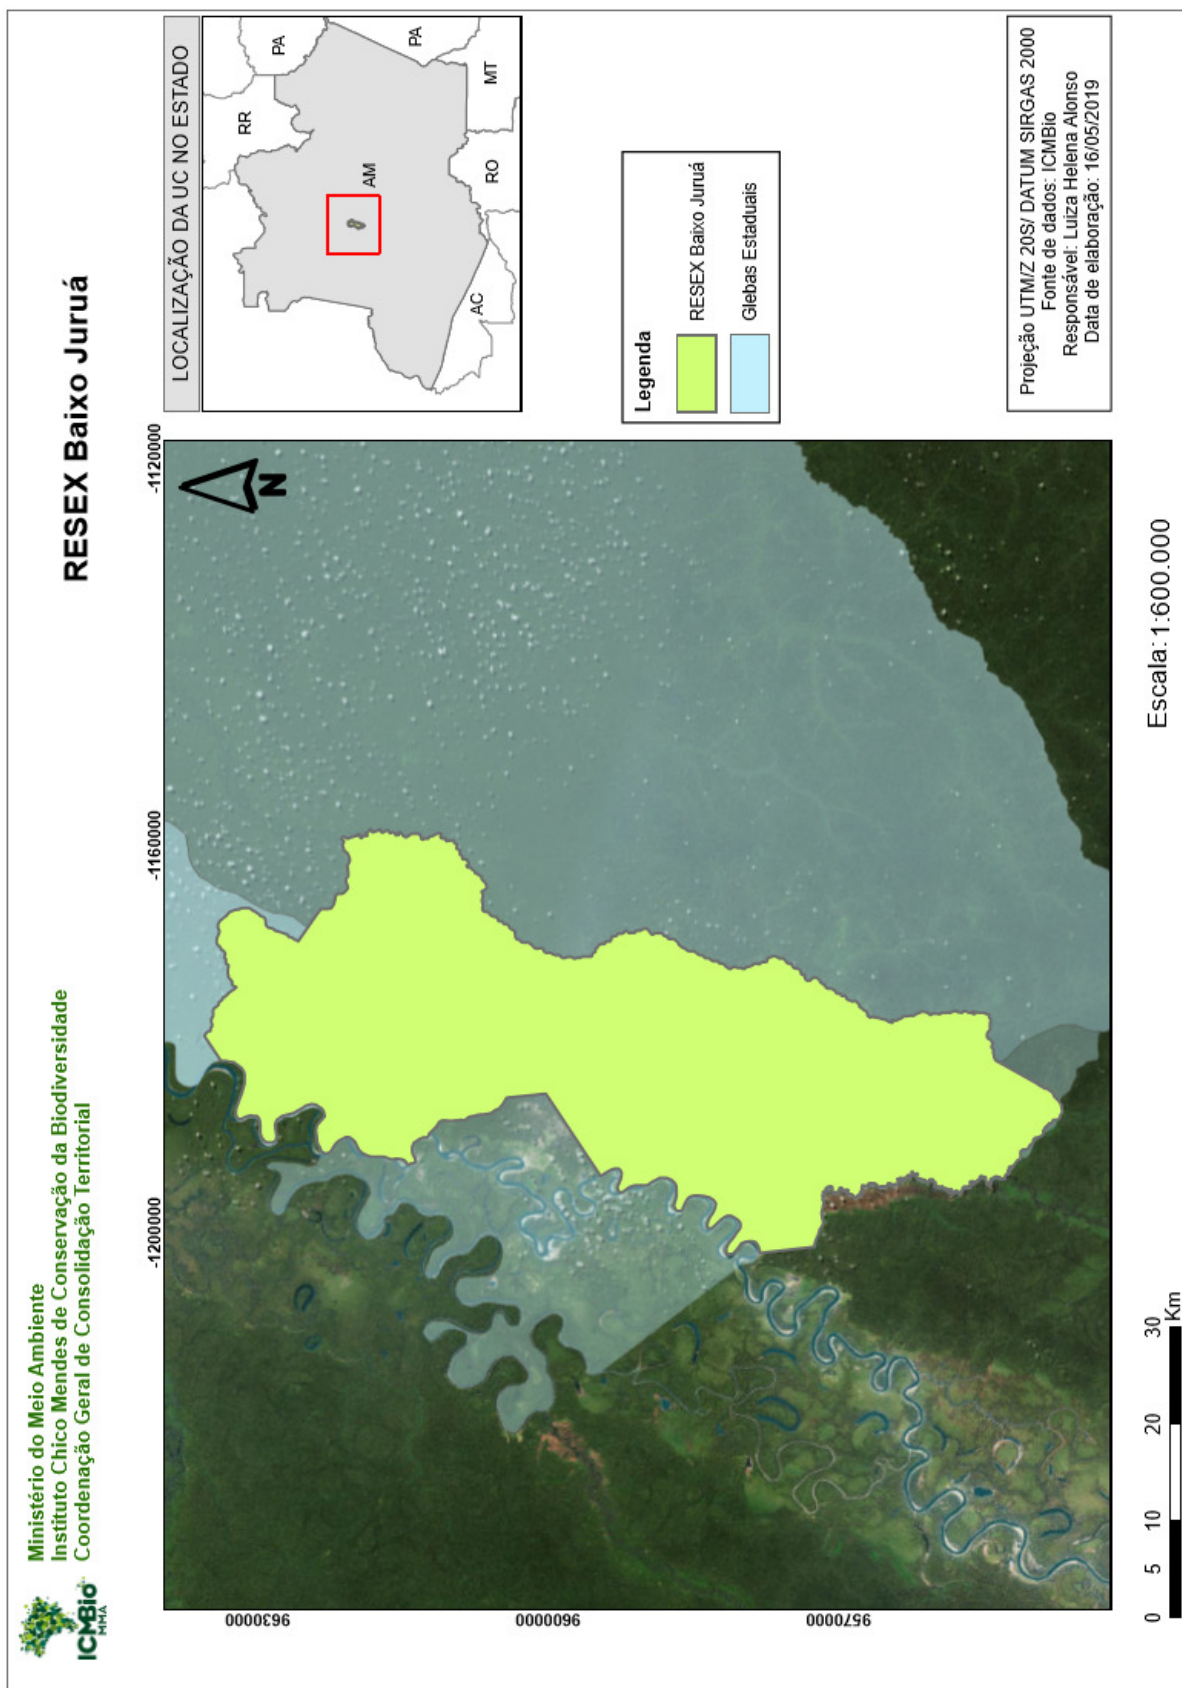 ICMBio
MMA
Ministério do Meio Ambiente
Instituto Chico Mendes de Conservação da Biodiversidade
Coordenação Geral de Consolidação Territorial
RESEX Baixo Juruá
-1200000
-1160000
-1120000
9630000
9600000
9570000
N
LOCALIZAÇÃO DA UC NO ESTADO
RR
PA
PA
AM
AC
RO
MT
Legenda
RESEX Baixo Juruá
Glebas Estaduais
Projeção UTM/Z 20S/ DATUM SIRGAS 2000
Fonte de dados: ICMBio
Responsável: Luiza Helena Alonso
Data de elaboração: 16/05/2019
0 5 10 20 30
Km
Escala: 1:600.000